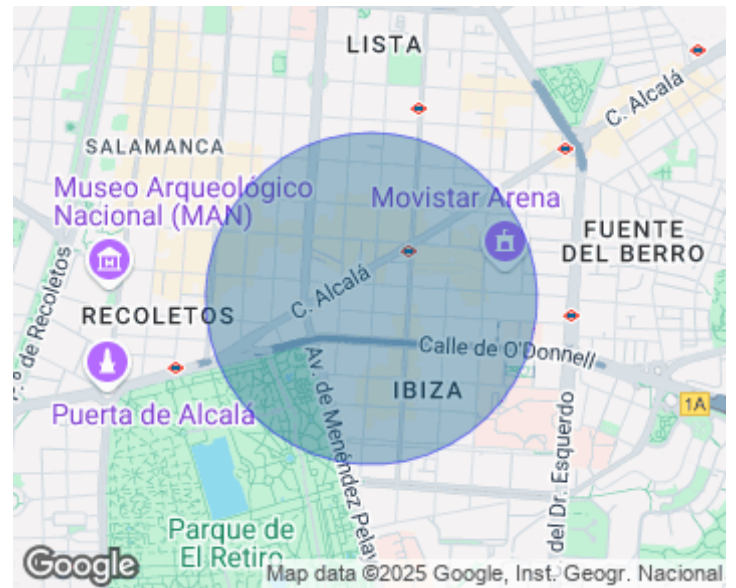 LISTA
C. Alcalá
SALAMANCA
Museo Arqueológico
Nacional (MAN)
Movistar Arena
FUENTE
DEL BERRO
C. Alcalá
P.º de Recoletos
RECOLETOS
Calle de O'Donnell
Av. de Menéndez Pelay
IBIZA
1A
Puerta de Alcalá
del Dr. Esquerdo
Parque de
El Retiro
Google
Map data ©2025 Google, Inst. Geogr. Nacional